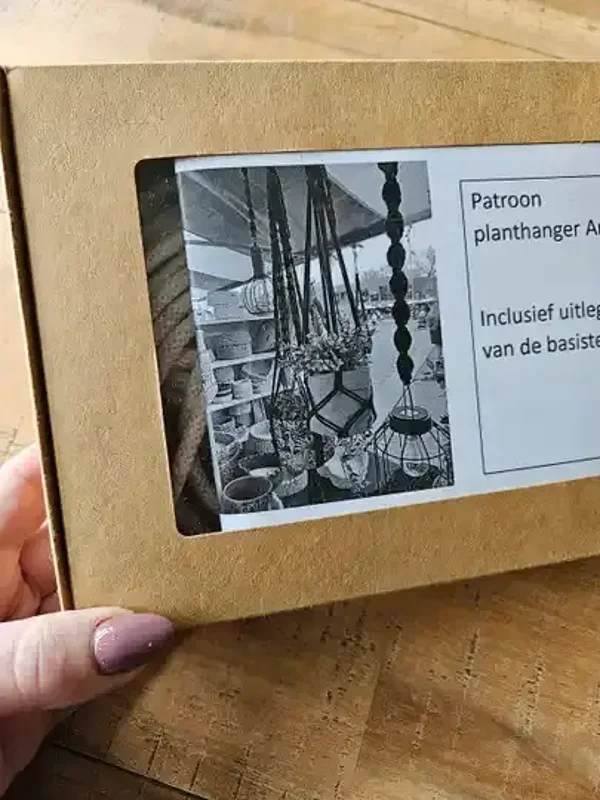 Patroon
planthanger A
Inclusief uitleg
van de basiste